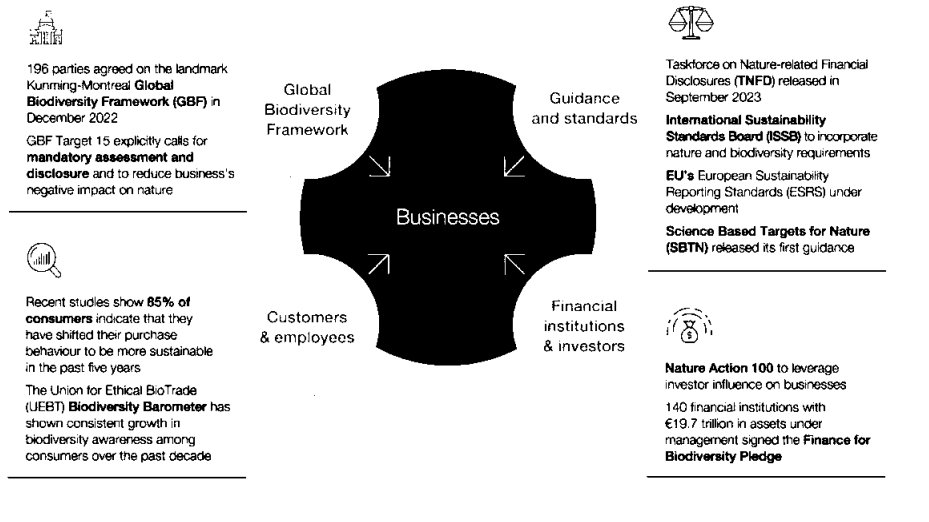 196 parties agreed on the landmark
Kunming-Montreal Global
Biodiversity Framework (GBF) in
December 2022
GBF Target 15 explicitly calls for
mandatory assessment and
disclosure and to reduce business's
negative impact on nature
Recent studies show 85% of
consumers indicate that they
have shifted their purchase
behaviour to be more sustainable
in the past five years
The Union for Ethical BioTrade
(UEBT) Biodiversity Barometer has
shown consistent growth in
biodiversity awareness among
consumers over the past decade
Global
Biodiversity
Framework
Guidance
and standards
Businesses
Customers
& employees
Financial
institutions
& investors
Taskforce on Nature-related Financial
Disclosures (TNFD) released in
September 2023
International Sustainability
Standards Board (ISSB) to incorporate
nature and biodiversity requirements
EU's European Sustainability
Reporting Standards (ESRS) under
development
Science Based Targets for Nature
(SBTN) released its first guidance
$
Nature Action 100 to leverage
investor influence on businesses
140 financial institutions with
€19.7 trillion in assets under
management signed the Finance for
Biodiversity Pledge